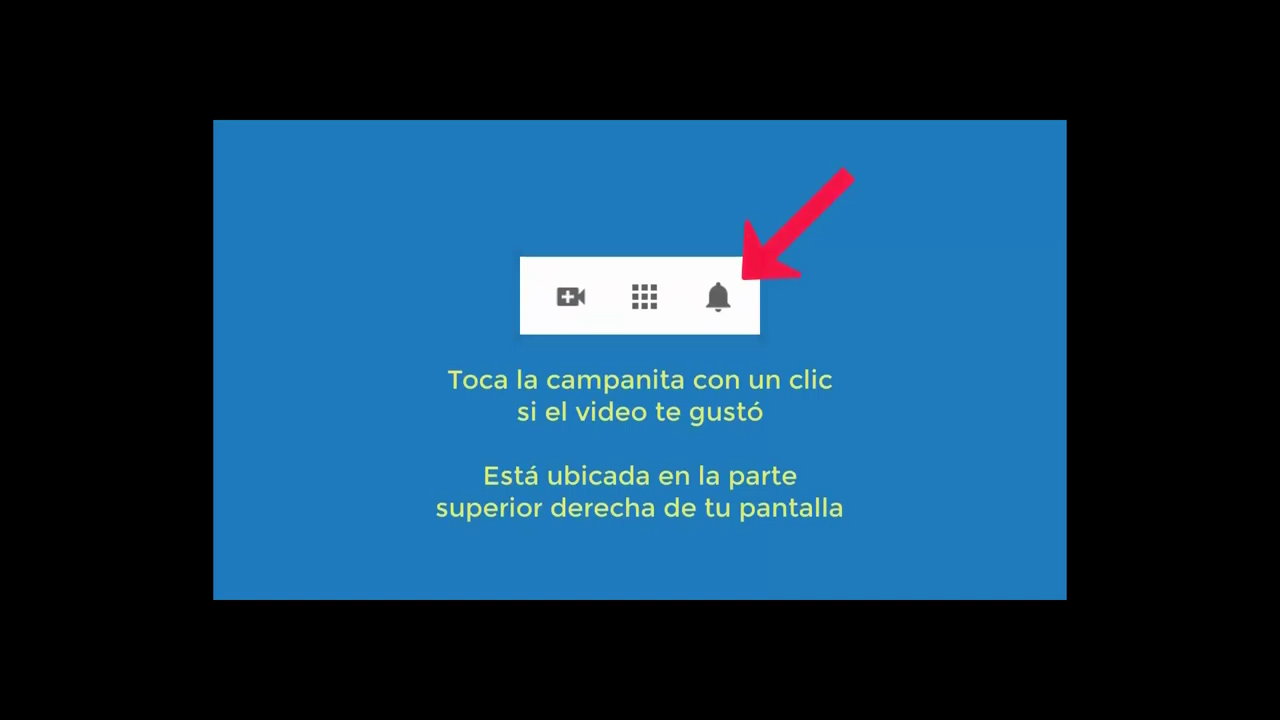 Toca la campanita con un clic
si el video te gustó
Está ubicada en la parte
superior derecha de tu pantalla